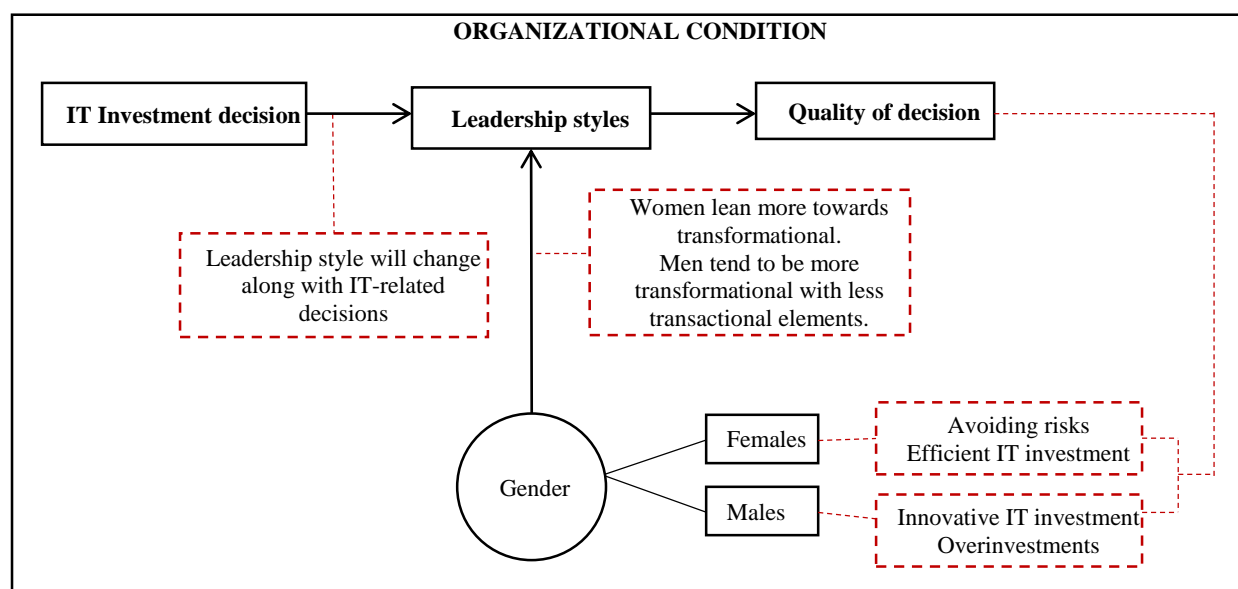 ORGANIZATIONAL CONDITION
IT Investment decision
Leadership styles
Quality of decision
Leadership style will change
along with IT-related
decisions
Women lean more towards
transformational.
Men tend to be more
transformational with less
transactional elements.
Gender
Females
Males
Avoiding risks
Efficient IT investment
Innovative IT investment
Overinvestments